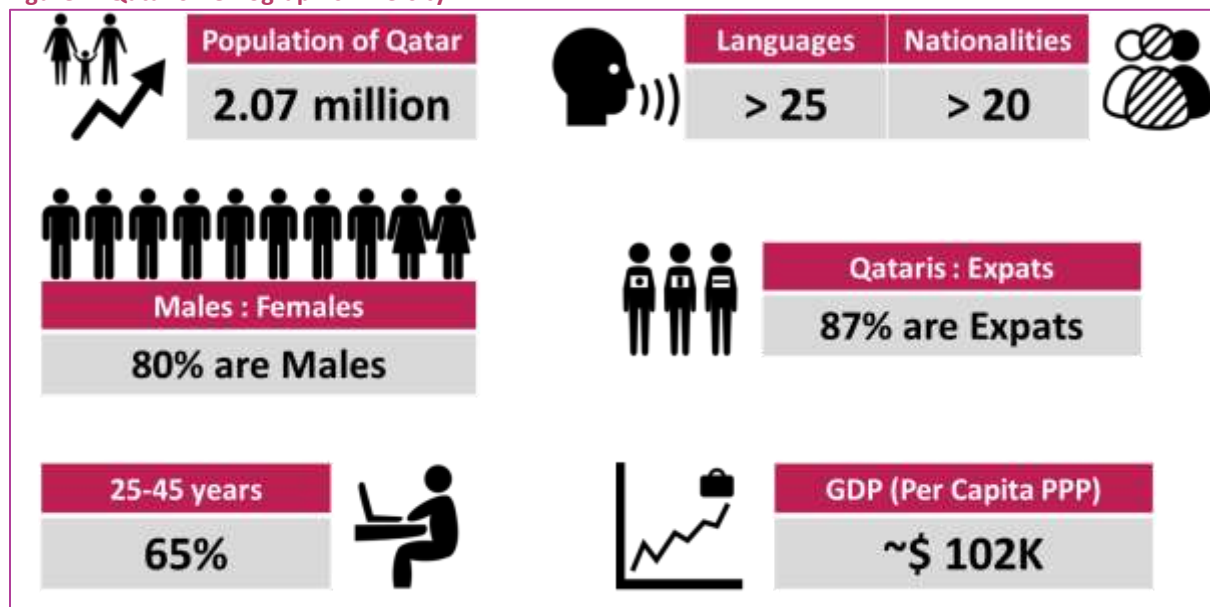 Population of Qatar
2.07 million
Languages Nationalities
> 25 > 20
Males : Females
80% are Males
Qataris : Expats
87% are Expats
25-45 years
65%
GDP (Per Capita PPP)
~$ 102K